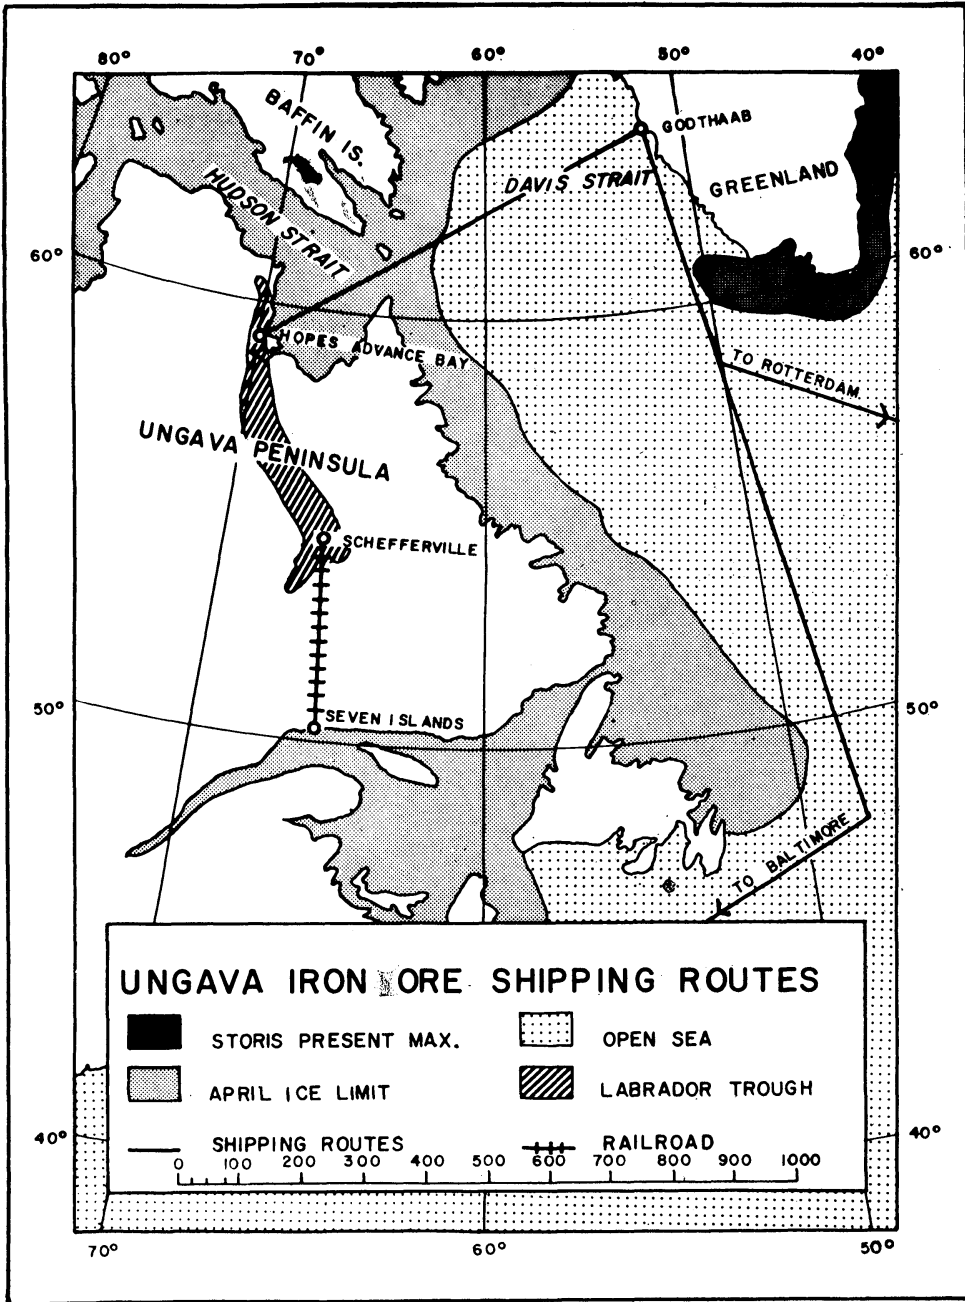 80° 70° 60° 50° 40°
BAFFIN IS.
GODTHAAB
DAVIS STRAIT
GREENLAND
HUDSON STRAIT
60° 60°
HOPES ADVANCE BAY
TO ROTTERDAM
UNGAVA PENINSULA
SCHEFFERVILLE
50° 50°
SEVEN ISLANDS
TO BALTIMORE
UNGAVA IRON ORE SHIPPING ROUTES
STORIS PRESENT MAX.
OPEN SEA
APRIL ICE LIMIT
LABRADOR TROUGH
SHIPPING ROUTES
RAILROAD
40° 40°
0 100 200 300 400 500 600 700 800 900 1000
70° 60° 50°